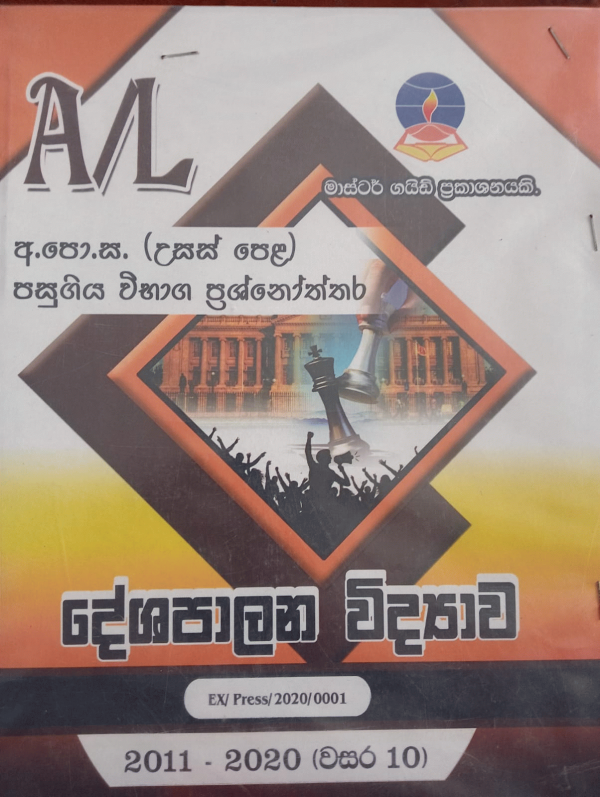 A/L
මාස්ටර් ගයිඩ් ප්‍රකාශනයකි.
අ.පො.ස. (උසස් පෙළ)
පසුගිය විභාග ප්‍රශ්නෝත්තර
දේශපාලන විද්‍යාව
EX/ Press/ 2020/ 0001
2011 - 2020 (වසර 10)